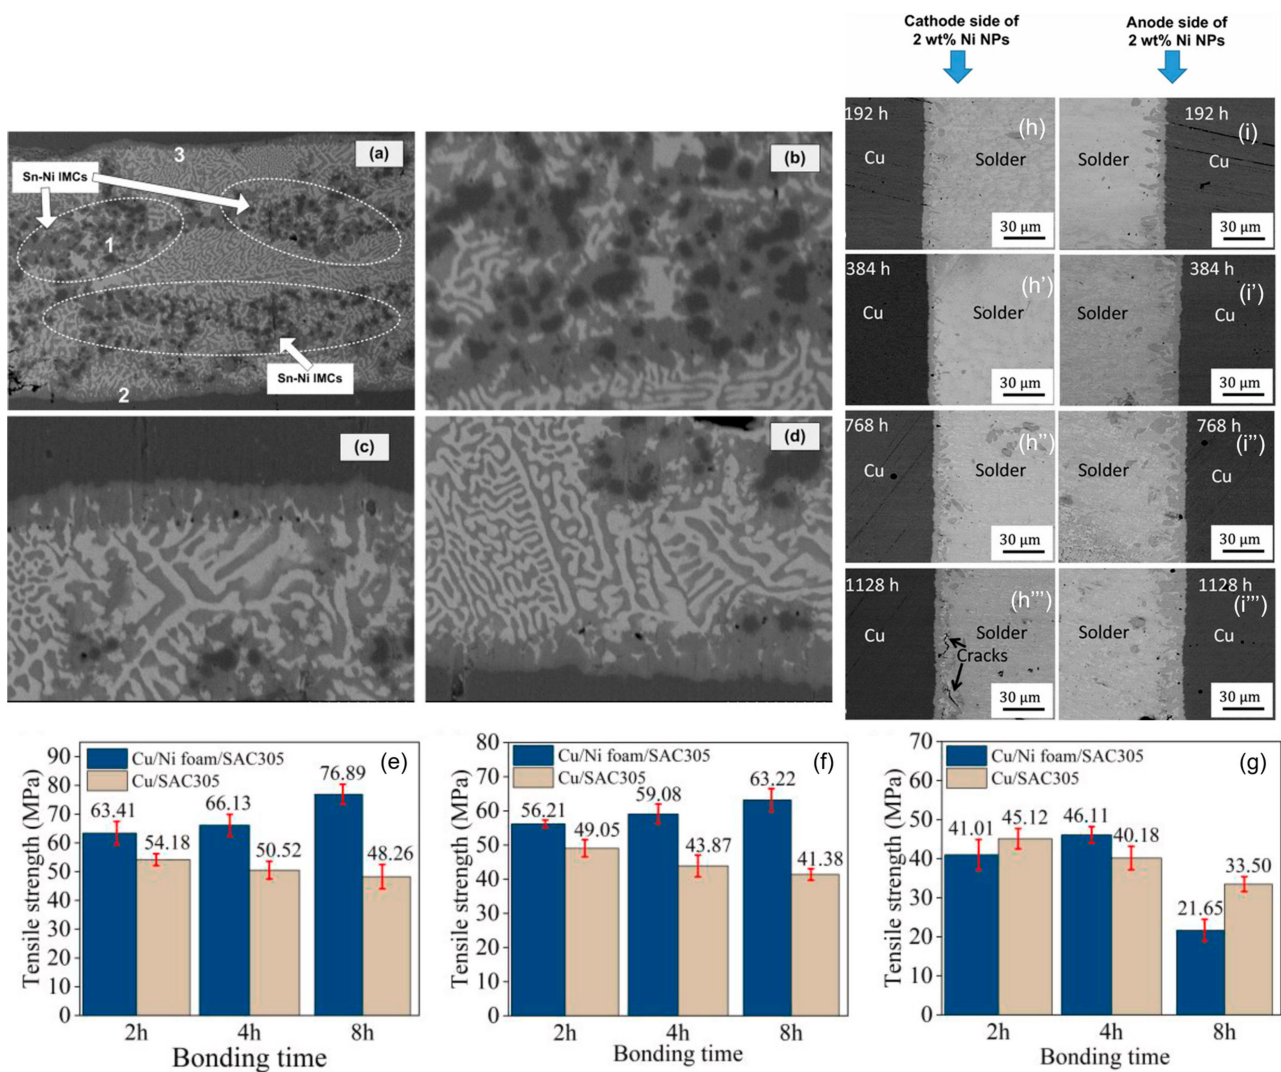 Cathode side of
2 wt% Ni NPs
Anode side of
2 wt% Ni NPs
3
(a)
Sn-Ni IMCs
1
Sn-Ni IMCs
2
(b)
(c)
(d)
192 h
(h)
Cu
Solder
30 μm
192 h
(i)
Solder
Cu
30 μm
384 h
(h')
Cu
Solder
30 μm
384 h
(i')
Solder
Cu
30 μm
768 h
(h'')
Cu
Solder
30 μm
768 h
(i'')
Solder
Cu
30 μm
1128 h
(h''')
Cu
Solder
Cracks
30 μm
1128 h
(i''')
Solder
Cu
30 μm
Tensile strength (MPa)
90
80
70
60
50
40
30
20
10
0
Cu/Ni foam/SAC305
Cu/SAC305
(e)
63.41
54.18
66.13
50.52
76.89
48.26
2h
4h
8h
Bonding time
Tensile strength (MPa)
80
70
60
50
40
30
20
10
0
Cu/Ni foam/SAC305
Cu/SAC305
(f)
56.21
49.05
59.08
43.87
63.22
41.38
2h
4h
8h
Bonding time
Tensile strength (MPa)
70
60
50
40
30
20
10
0
Cu/Ni foam/SAC305
Cu/SAC305
(g)
41.01
45.12
46.11
40.18
21.65
33.50
2h
4h
8h
Bonding time